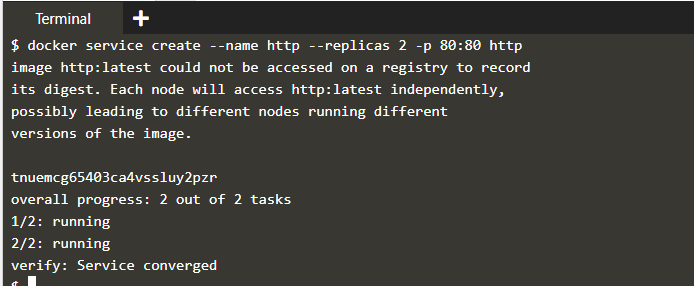 Terminal +
$ docker service create --name http --replicas 2 -p 80:80 http
image http:latest could not be accessed on a registry to record
its digest. Each node will access http:latest independently,
possibly leading to different nodes running different
versions of the image.
tnuemcg65403ca4vssluy2pzr
overall progress: 2 out of 2 tasks
1/2: running
2/2: running
verify: Service converged
$